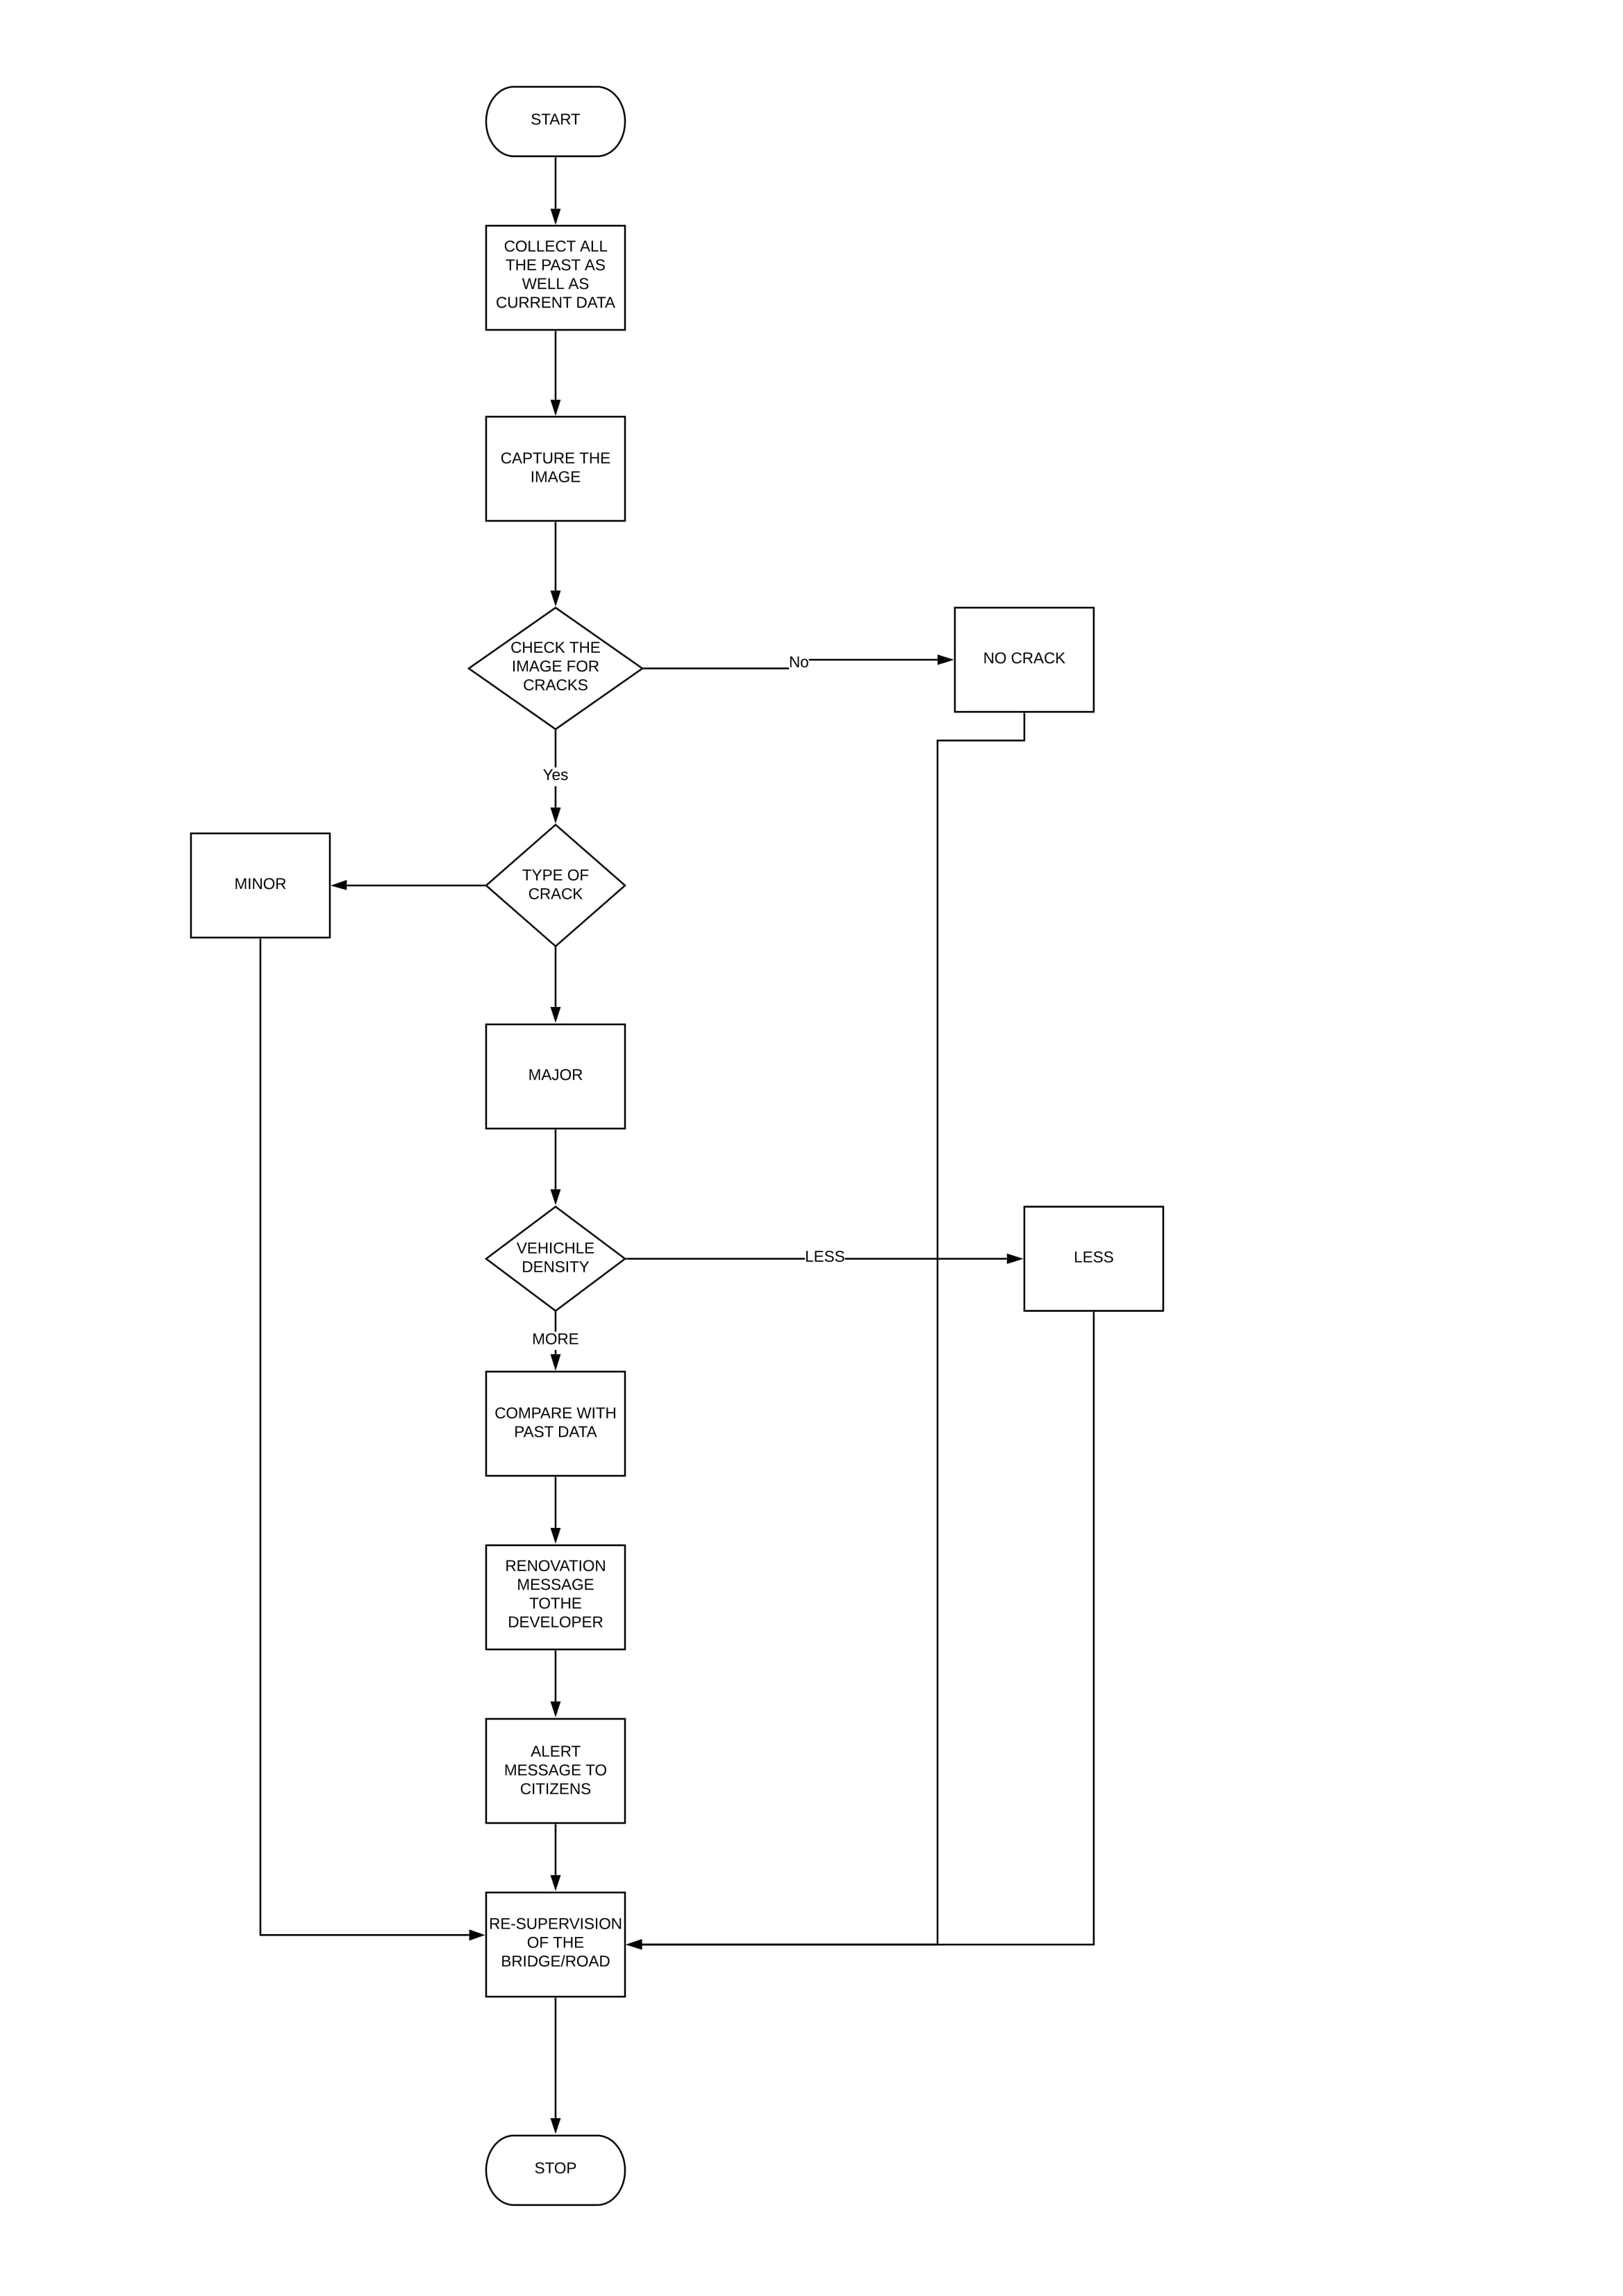 START
COLLECT ALL
THE PAST AS
WELL AS
CURRENT DATA
CAPTURE THE
IMAGE
CHECK THE
IMAGE FOR
CRACKS
No
NO CRACK
Yes
MINOR
TYPE OF
CRACK
MAJOR
VEHICHLE
DENSITY
LESS
LESS
MORE
COMPARE WITH
PAST DATA
RENOVATION
MESSAGE
TOTHE
DEVELOPER
ALERT
MESSAGE TO
CITIZENS
RE-SUPERVISION
OF THE
BRIDGE/ROAD
STOP